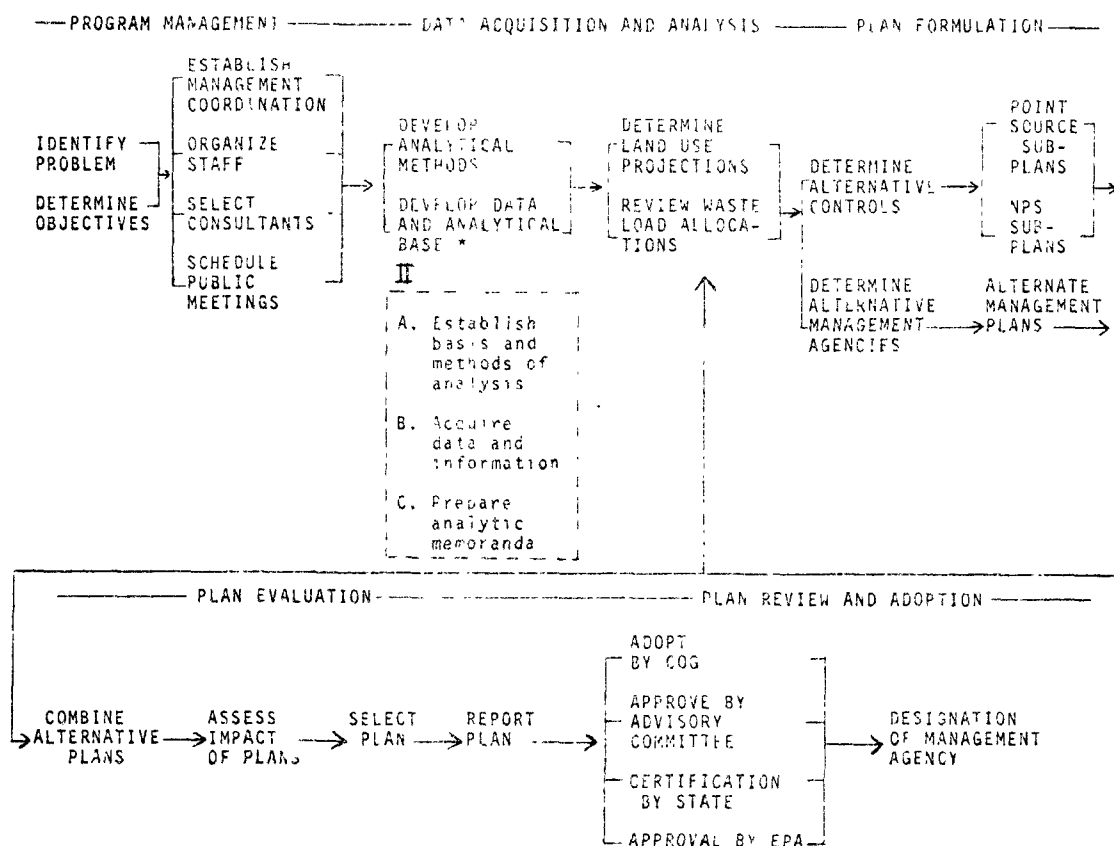 PROGRAM MANAGEMENT
DATA ACQUISITION AND ANALYSIS
PLAN FORMULATION
IDENTIFY
PROBLEM
DETERMINE
OBJECTIVES
ESTABLISH
MANAGEMENT
COORDINATION
ORGANIZE
STAFF
SELECT
CONSULTANTS
SCHEDULE
PUBLIC
MEETINGS
DEVELOP
ANALYTICAL
METHODS
DEVELOP DATA
AND ANALYTICAL
BASE *
II
A. Establish
basis and
methods of
analysis
B. Acquire
data and
information
C. Prepare
analytic
memoranda
DETERMINE
LAND USE
PROJECTIONS
REVIEW WASTE
LOAD ALLOCA-
TIONS
DETERMINE
ALTERNATIVE
CONTROLS
DETERMINE
ALTERNATIVE
MANAGEMENT
AGENCIES
POINT
SOURCE
SUB-
PLANS
NPS
SUB-
PLANS
ALTERNATE
MANAGEMENT
PLANS
PLAN EVALUATION
PLAN REVIEW AND ADOPTION
COMBINE
ALTERNATIVE
PLANS
ASSESS
IMPACT
OF PLANS
SELECT
PLAN
REPORT
PLAN
ADOPT
BY COG
APPROVE BY
ADVISORY
COMMITTEE
CERTIFICATION
BY STATE
APPROVAL BY EPA
DESIGNATION
OF MANAGEMENT
AGENCY